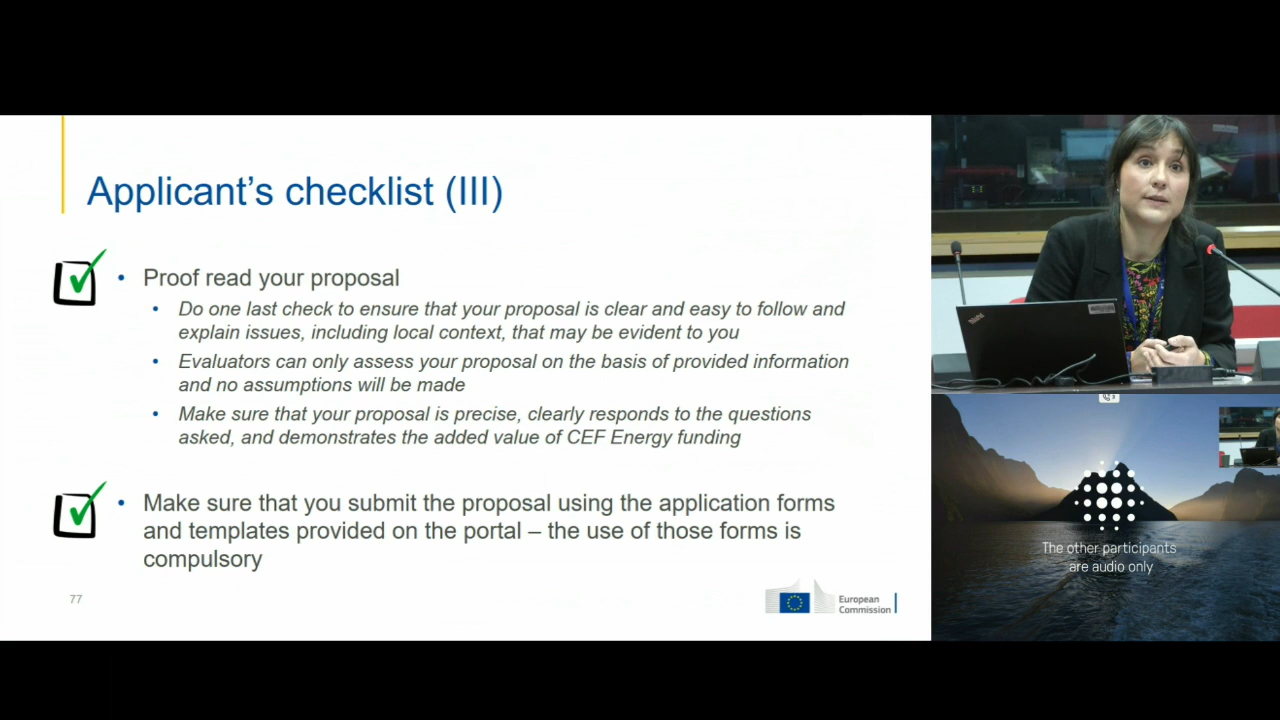 Applicant's checklist (III)
• Proof read your proposal
• Do one last check to ensure that your proposal is clear and easy to follow and
explain issues, including local context, that may be evident to you
• Evaluators can only assess your proposal on the basis of provided information
and no assumptions will be made
• Make sure that your proposal is precise, clearly responds to the questions
asked, and demonstrates the added value of CEF Energy funding
• Make sure that you submit the proposal using the application forms
and templates provided on the portal – the use of those forms is
compulsory
77
European
Commission
The other participants
are audio only